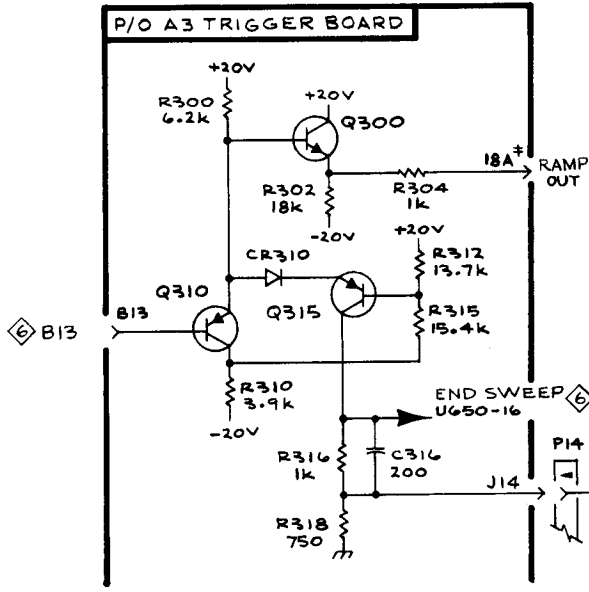 P/O A3 TRIGGER BOARD
+20V
R300
6.2k
+20V
Q300
18A‡
RAMP
OUT
R302
18k
R304
1k
-20V
+20V
CR310
R312
13.7k
Q310
Q315
R315
15.4k
6 B13
B13
R310
3.9k
-20V
END SWEEP 6
U650-16
R316
1k
C316
200
P14
J14
R318
750